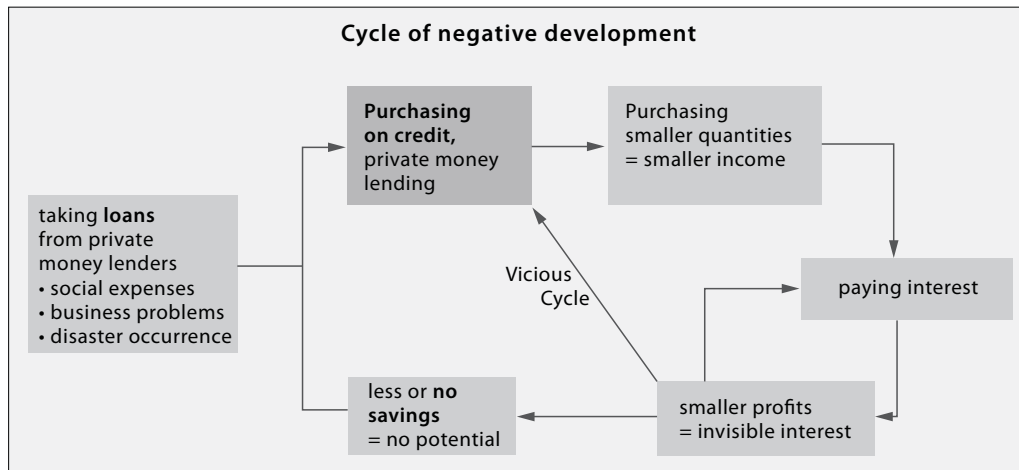 Cycle of negative development
Purchasing
on credit,
private money
lending
Purchasing
smaller quantities
= smaller income
taking loans
from private
money lenders
• social expenses
• business problems
• disaster occurrence
Vicious
Cycle
paying interest
less or no
savings
= no potential
smaller profits
= invisible interest